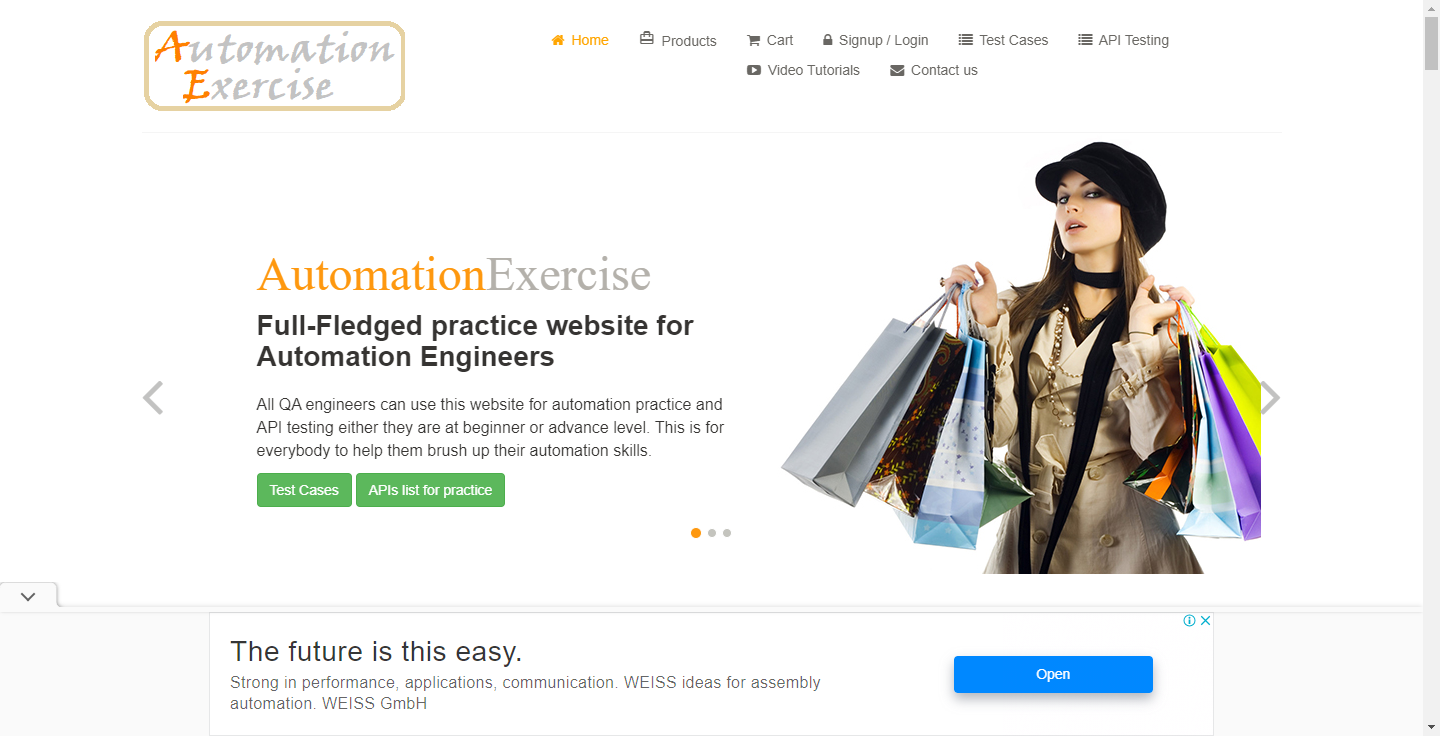 Automation
Exercise
Home
Products
Cart
Signup / Login
Test Cases
API Testing
Video Tutorials
Contact us
AutomationExercise
Full-Fledged practice website for
Automation Engineers
All QA engineers can use this website for automation practice and
API testing either they are at beginner or advance level. This is for
everybody to help them brush up their automation skills.
Test Cases
APIs list for practice
The future is this easy.
Strong in performance, applications, communication. WEISS ideas for assembly
automation. WEISS GmbH
Open